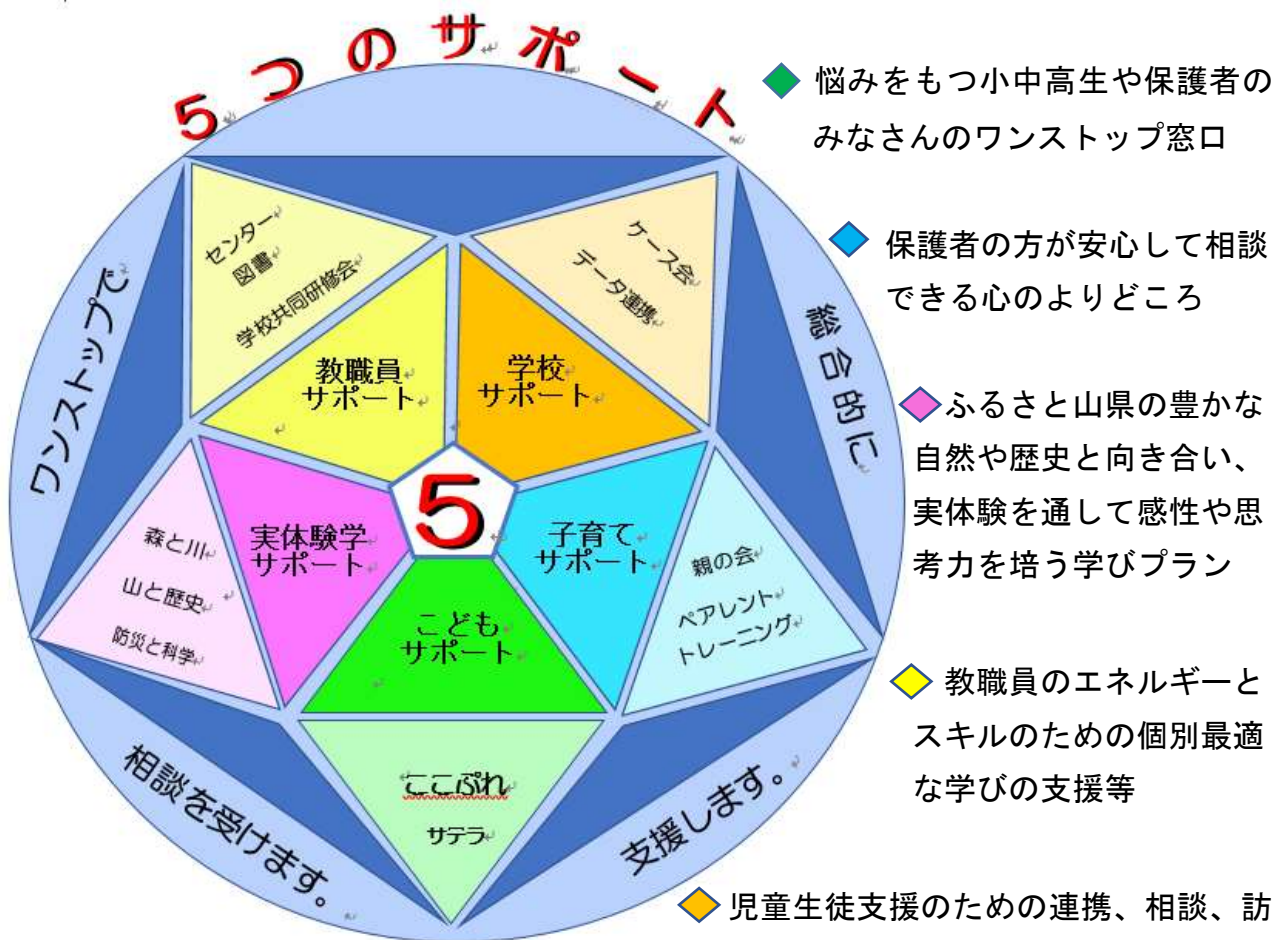 5つのサポート
ワンストップで
総合的に
相談を受けます。
支援します。
センター
図書
学校共同研修会
ケース会
データ連携
教職員
サポート
学校
サポート
5
実体験学
サポート
子育て
サポート
こども
サポート
森と川
山と歴史
防災と科学
親の会
ペアレント
トレーニング
ここぷれ
サテラ
悩みをもつ小中高生や保護者の
みなさんのワンストップ窓口
保護者の方が安心して相談
できる心のよりどころ
ふるさと山県の豊かな
自然や歴史と向き合い、
実体験を通して感性や思
考力を培う学びプラン
教職員のエネルギーと
スキルのための個別最適
な学びの支援等
児童生徒支援のための連携、相談、訪